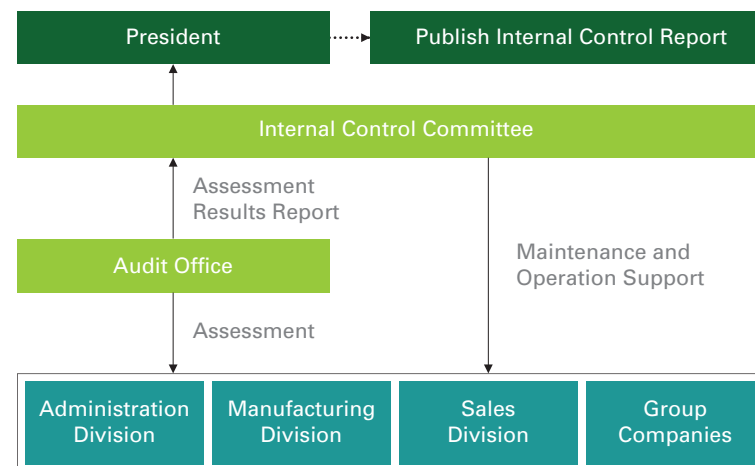 President
Publish Internal Control Report
Internal Control Committee
Assessment
Results Report
Audit Office
Maintenance and
Operation Support
Assessment
Administration
Division
Manufacturing
Division
Sales
Division
Group
Companies